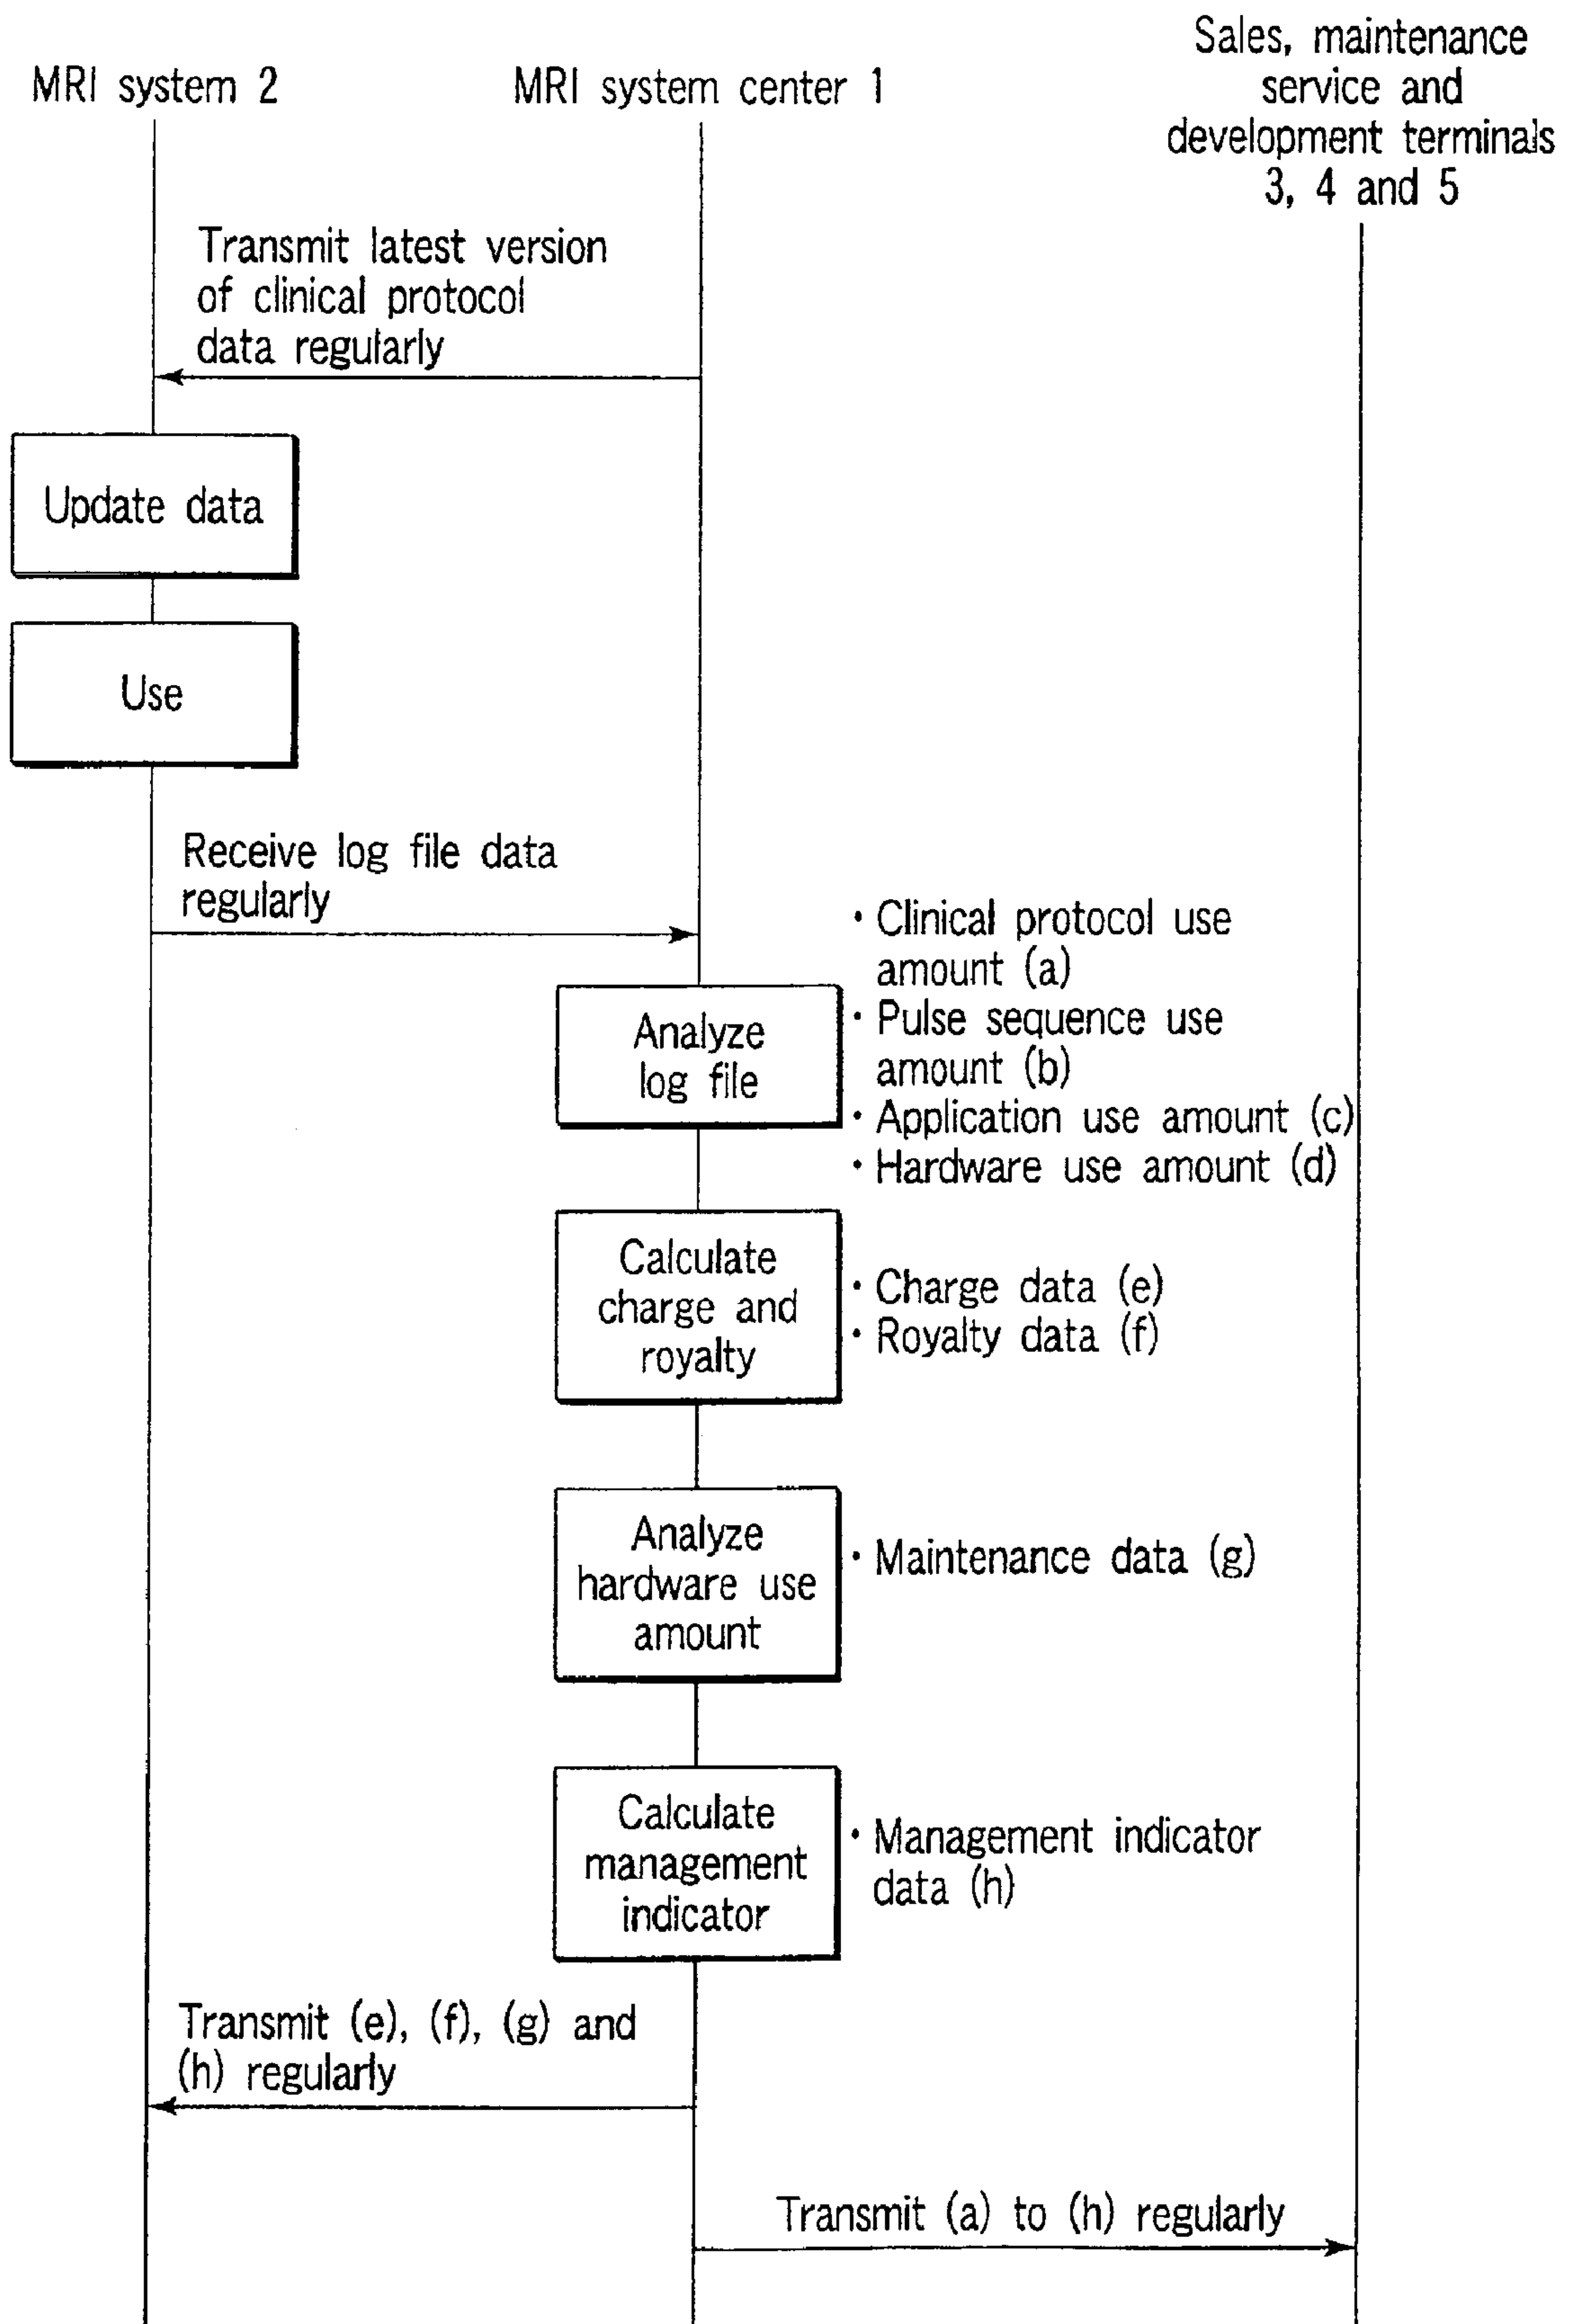 MRI system 2
MRI system center 1
Sales, maintenance
service and
development terminals
3, 4 and 5
Transmit latest version
of clinical protocol
data regularly
Update data
Use
Receive log file data
regularly
Analyze
log file
・Clinical protocol use
amount (a)
・Pulse sequence use
amount (b)
・Application use amount (c)
・Hardware use amount (d)
Calculate
charge and
royalty
・Charge data (e)
・Royalty data (f)
Analyze
hardware use
amount
・Maintenance data (g)
Calculate
management
indicator
・Management indicator
data (h)
Transmit (e), (f), (g) and
(h) regularly
Transmit (a) to (h) regularly